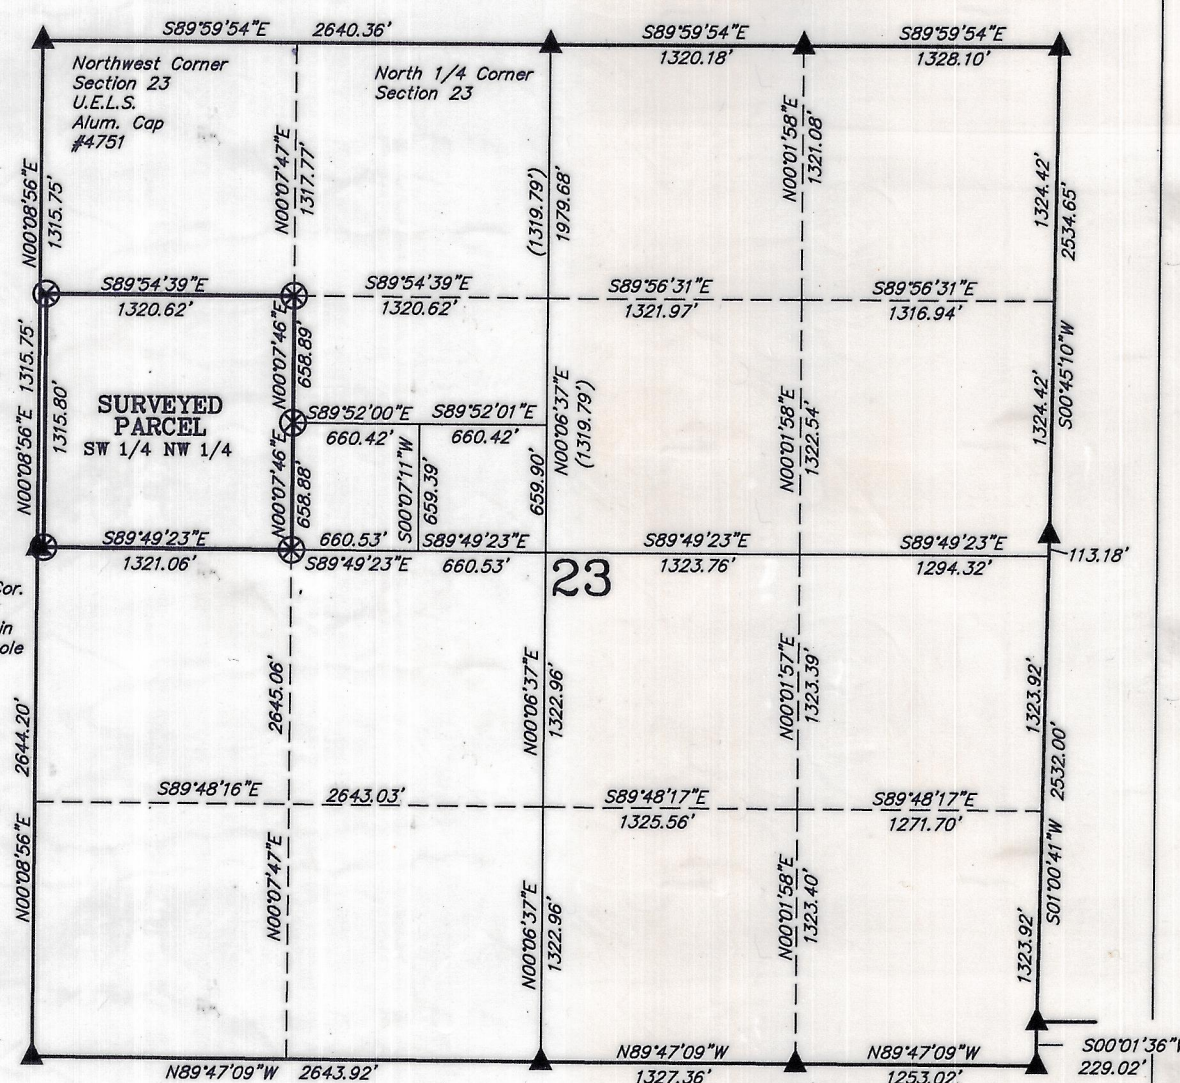 S89°59'54"E 2640.36'
S89°59'54"E
1320.18'
S89°59'54"E
1328.10'
Northwest Corner
Section 23
U.E.L.S.
Alum. Cap
#4751
North 1/4 Corner
Section 23
N00°08'56"E
1315.75'
N00°07'47"E
1317.77'
(1319.79')
1979.68'
N00°01'58"E
1321.08'
1324.42'
2534.65'
S89°54'39"E
1320.62'
S89°54'39"E
1320.62'
S89°56'31"E
1321.97'
S89°56'31"E
1316.94'
N00°08'56"E 1315.75'
1315.80'
SURVEYED
PARCEL
SW 1/4 NW 1/4
N00°07'46"E
658.89'
N00°07'46"E
658.88'
S89°52'00"E
660.42'
S89°52'01"E
660.42'
S00°07'11"W
659.39'
659.90'
N00°06'37"E
(1319.79')
N00°01'58"E
1322.54'
1324.42'
S00°45'10"W
S89°49'23"E
1321.06'
660.53'
S89°49'23"E
S89°49'23"E
660.53'
S89°49'23"E
1323.76'
S89°49'23"E
1294.32'
113.18'
23
Cor.
in
ole
2644.20'
2645.06'
N00°06'37"E
1322.96'
N00°01'57"E
1323.39'
1323.92'
2532.00'
S89°48'16"E 2643.03'
S89°48'17"E
1325.56'
S89°48'17"E
1271.70'
N00°08'56"E
N00°07'47"E
N00°06'37"E
1322.96'
N00°01'58"E
1323.40'
1323.92'
S01°00'41"W
N89°47'09"W 2643.92'
N89°47'09"W
1327.36'
N89°47'09"W
1253.02'
S00°01'36"W
229.02'